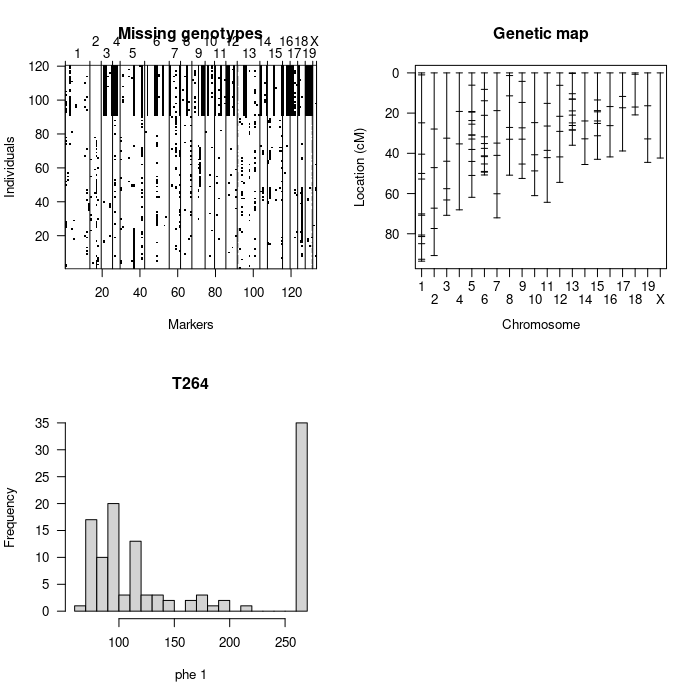 Missing genotypes
2 4 6 8 10 12 14 16 18 X
1 3 5 7 9 11 13 15 17 19
120
100
80
60
40
20
Individuals
20 40 60 80 100 120
Markers
Genetic map
0
20
40
60
80
Location (cM)
1 3 5 7 9 11 13 15 17 19
2 4 6 8 10 12 14 16 18 X
Chromosome
T264
35
30
25
20
15
10
5
0
Frequency
100 150 200 250
phe 1